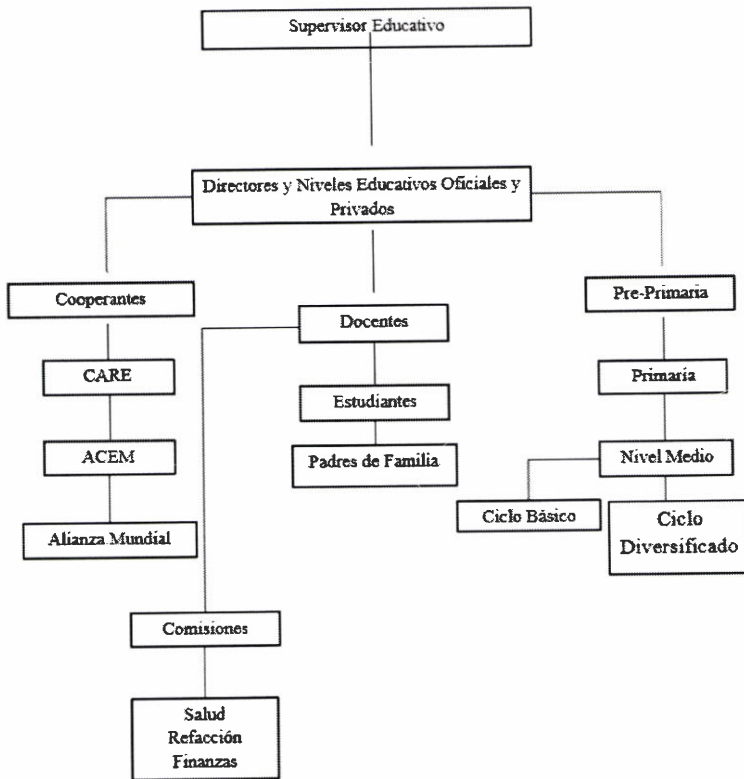 Supervisor Educativo
Directores y Niveles Educativos Oficiales y
Privados
Cooperantes
Docentes
Pre-Primaria
CARE
Estudiantes
Primaria
ACEM
Padres de Familia
Nivel Medio
Alianza Mundial
Ciclo Básico
Ciclo
Diversificado
Comisiones
Salud
Refacción
Finanzas